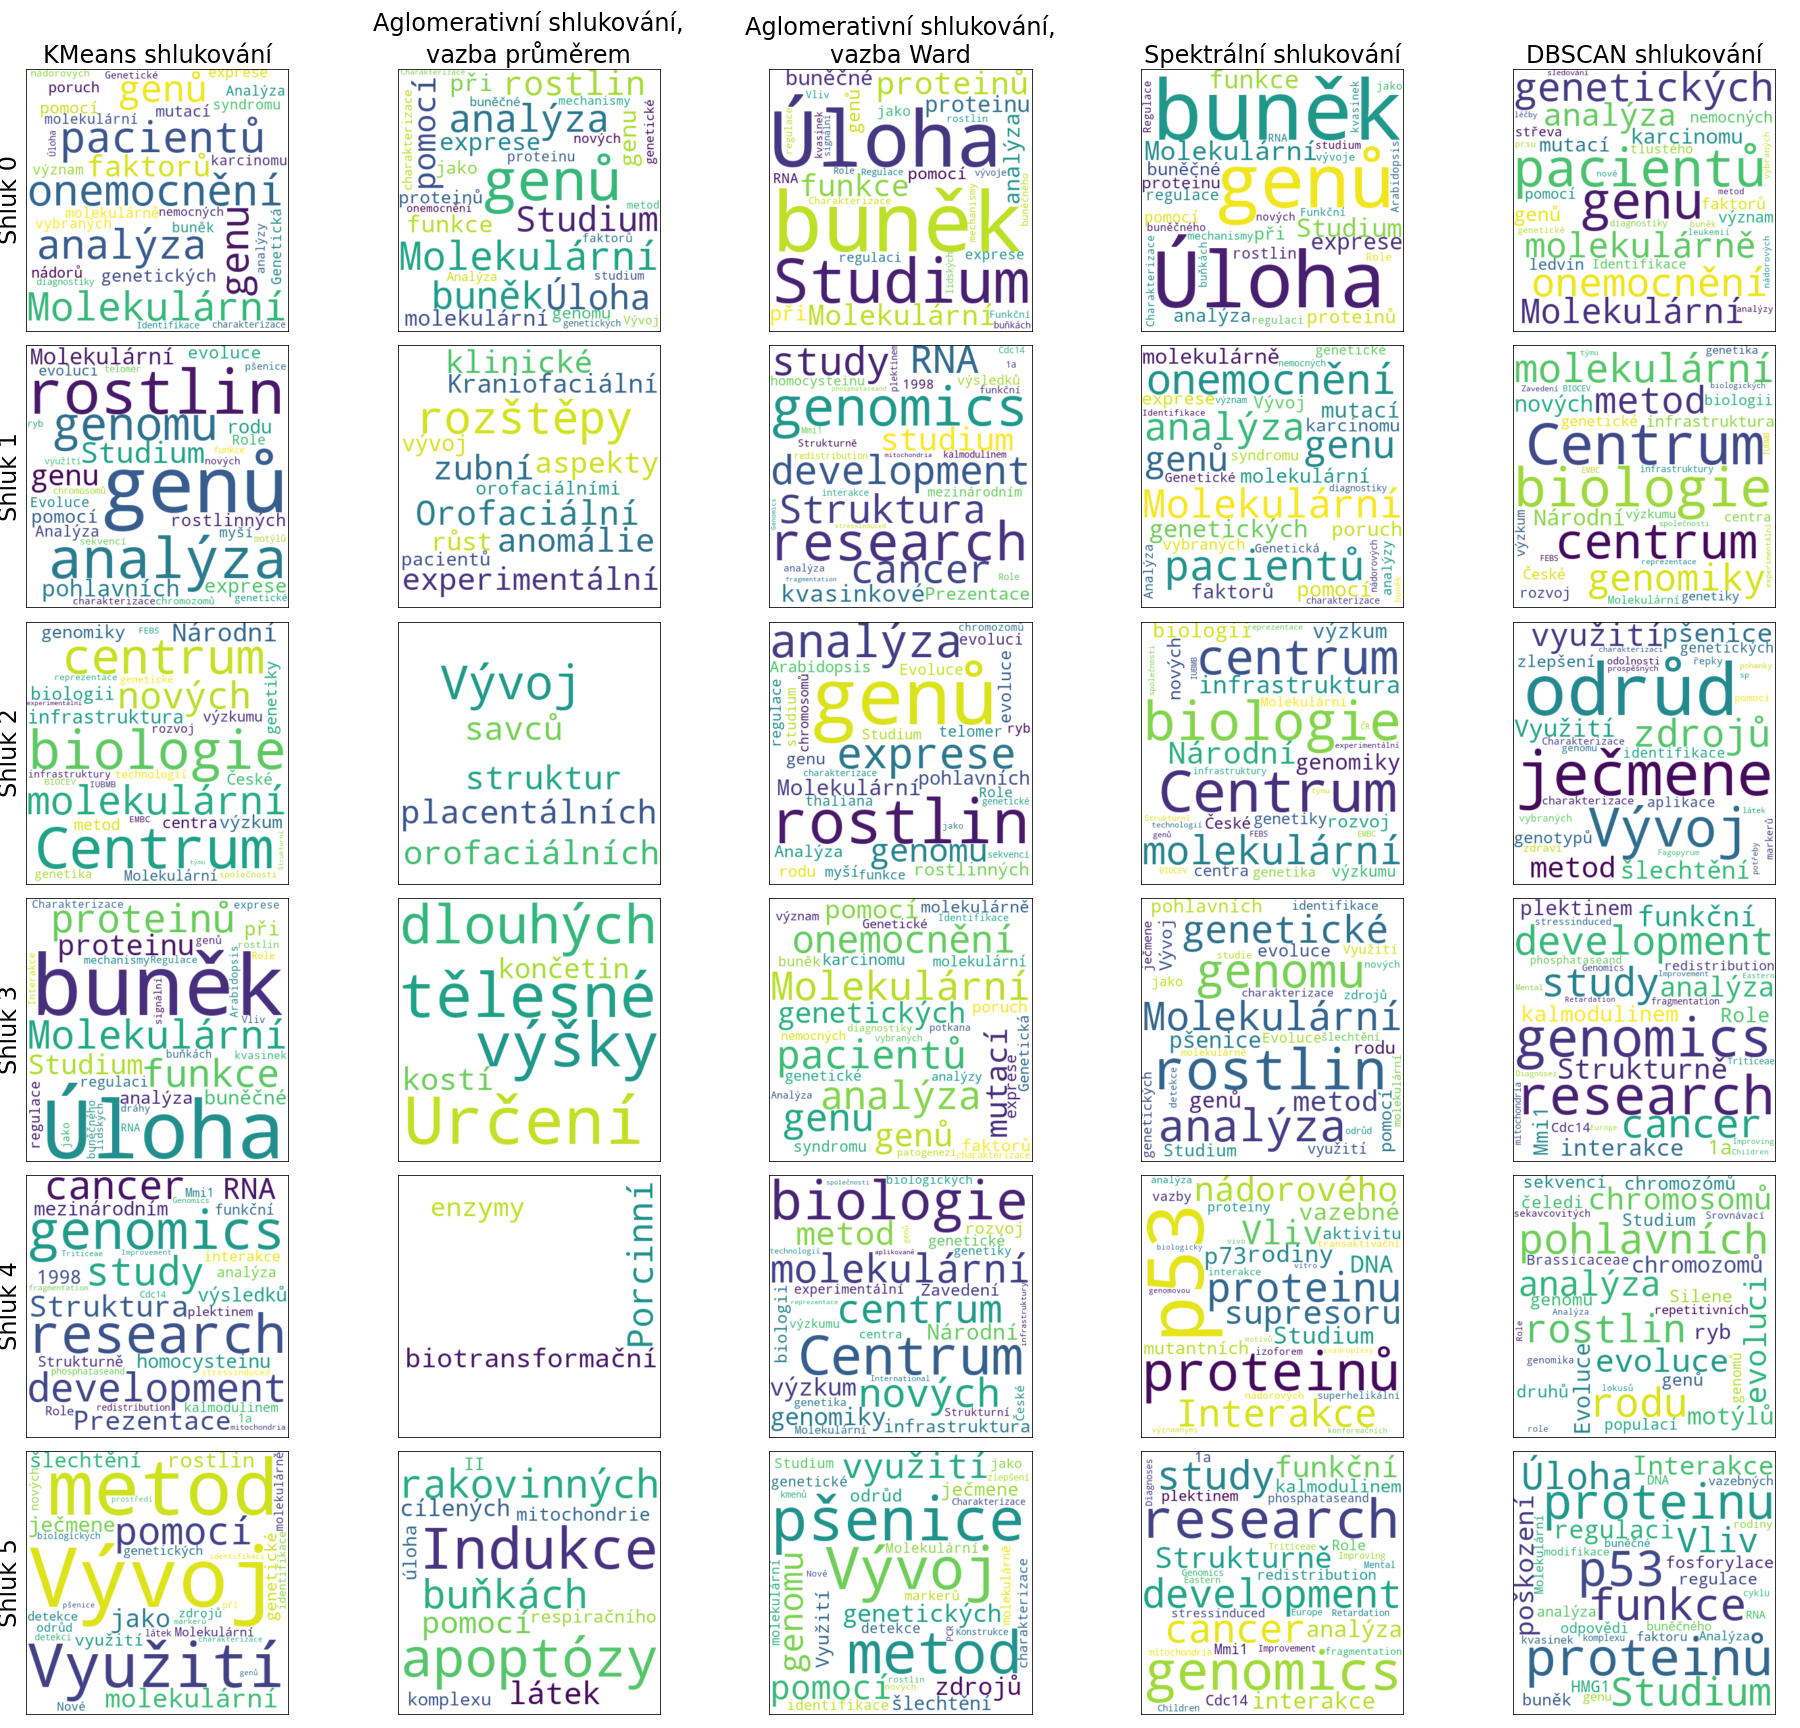 KMeans shlukování
Aglomerativní shlukování,
vazba průměrem
Aglomerativní shlukování,
vazba Ward
Spektrální shlukování
DBSCAN shlukování
Shluk 0
nádorových Genetické exprese
poruch genů Analýza
pomocí mutací syndromu
molekulární
Úloha pacientů
význam faktorů karcinomu
onemocnění
molekulárně nemocných
vybraných buněk
analýza genu analýzy Genetická
nádorů genetických
diagnostiky
Molekulární
Identifikace charakterizace
Charakterizace
při rostlin
charakterizace pomocí buněčné mechanismy
analýza genu genetické
exprese nových
proteinu
jako genů
proteinů metod
onemocnění Studium
funkce faktorů
Molekulární
Analýza studium
buněk Úloha
molekulární genomu genetických Vývoj
buněčné proteinů
Vliv genů jako proteinu
regulace kvasinek signální rostlin analýza
Úloha
RNA Role Regulace pomocí vývoje
funkce
Charakterizace
buněk mechanismy buněčného
regulaci lidských exprese
Studium
při Molekulární Funkční
buňkách
funkce jako
Regulace buněk kvasinek
RNA
Molekulární studium
vývoje
buněčné Arabidopsis
proteinu
regulace genů
pomocí nových Funkční
buněčného Studium
mechanismy při exprese
Charakterizace buňkách rostlin Role
Úloha
analýza regulaci proteinů
sledování
genetických
léčby analýza nemocných
střeva karcinomu
prsu mutací tlustého vybraných
pacientů
pomocí nové metod
genu faktorů
genů význam
genetické diagnostiky buněk
leukemií
molekulárně nádorových
ledvin Identifikace
onemocnění
Molekulární analýzy
Shluk 1
Molekulární evoluce
evoluci telomer pšenice
rostlin
ryb genomu rodu
Role
Studium funkce
využití nových
genu genů
chromosomů
Evoluce
pomocí rostlinných
Analýza myší motýlů
sekvencí
analýza
pohlavních exprese
charakterizace chromozomů genetické
klinické
Kraniofaciální
rozštěpy
vývoj
zubní aspekty
orofaciálními
Orofaciální
růst anomálie
pacientů
experimentální
study plektinem RNA Cdc14
1a
homocysteinu 1998 výsledků
phosphataseand funkční
genomics
Mmi1
Strukturně studium
redistribution mitochondria kalmodulinem
development
interakce mezinárodním
Genomics Struktura
stressinduced
research
analýza cancer
fragmentation Role
kvasinkové Prezentace
molekulárně genetické
nemocných
onemocnění
exprese význam Vývoj
Identifikace mutací
analýza karcinomu
genů syndromu genu
Genetické molekulární
diagnostiky
Molekulární
genetických poruch
vybraných Genetická
Analýza pacientů nádorových analýzy buněk
faktorů pomocí
charakterizace
týmu genetika
molekulární
Zavedení BIOCEV biologických
nových metod biologii
genetické infrastruktura
Centrum IUBMB
EMBC infrastruktury
biologie
Národní výzkumu centra
společnosti
výzkum centrum experimentální
FEBS reprezentace
České genomiky
rozvoj Molekulární genetiky
Shluk 2
genomiky FEBS Národní
centrum
reprezentace genetické
biologii nových genetiky
experimentální
infrastruktura výzkumu
rozvoj
biologie
infrastruktury technologií
BIOCEV IUBMB České
molekulární
metod EMBC centra výzkum
Centrum Strukturní
týmu
genetika Molekulární společnosti
Vývoj
savců
struktur
placentálních
orofaciálních
analýza chromozomů
evoluci
Arabidopsis Evoluce
regulace studium chromosomů genů evoluce
Studium telomer ryb
genu exprese
charakterizace
Molekulární pohlavních
thaliana Role
genetické
rostlin jako
Analýza genomu sekvencí
rodu myší funkce rostlinných
biologii reprezentace výzkum
společnosti nových IUBMB centrum
infrastruktura
Molekulární
biologie ČR
Národní experimentální
genomiky
infrastruktury
Centrum týmu
Strukturní
technologií České genetiky rozvoj
genů FEBS EMBC
molekulární
BIOCEV centra genetika výzkumu
využití pšenice
charakterizaci genetických
zlepšení odolnosti řepky pohanky
prospěšných sp
odrůd pomocí
Využití zdrojů
Charakterizace
genomu identifikace
ječmene
charakterizace aplikace
vybraných látek
genotypů Vývoj markerů
zdraví Fagopyrum potřeby
metod šlechtění
Shluk 3
Charakterizace exprese
proteinů při
proteinu genů rostlin
mechanismy Regulace Role
Interakce buněk Arabidopsis
signální
Vliv
Molekulární
buňkách kvasinek
Studium funkce
regulaci
regulace analýza buněčné
jako buněčného lidských dráhy
RNA
Úloha
dlouhých
končetin
tělesné
výšky
kostí
Určení
význam pomocí molekulárně
Genetické Identifikace
onemocnění
buněk karcinomu molekulární
Molekulární
genetických poruch
diagnostiky potkana
nemocných vybraných mutací Genetická
pacientů
genetické analýzy exprese
Analýza analýza
genu genů
syndromu faktorů
patogenezi charakterizace
pohlavních identifikace
ječmene Vývoj genetické
studie evoluce Využití
jako genomu nových
charakterizace zdrojů
Molekulární
pšenice Evoluce šlechtění
molekulárně rodu
rostlin
genetických detekce genů metod pomocí molekulární
analýza odrůd
Studium využití
plektinem funkční
stressinduced
development
phosphataseand
Genomics redistribution
Improvement Eastern
Mental study analýza
Retardation fragmentation
kalmodulinem Role
genomics
Strukturně Triticeae
Diagnoses
mitochondria research
Mmi1 Cdc14 Europe cancer
interakce 1a Improving
Children
Shluk 4
cancer Mmi1 RNA
Genomics
mezinárodním funkční
genomics
Triticeae Improvement
study interakce
1998 analýza
fragmentation Cdc14 výsledků
Struktura plektinem
research
Strukturně homocysteinu
phosphataseand stressinduced
development
Role redistribution kalmodulinem
Prezentace 1a
mitochondria
enzymy
Porcinní
biotransformační
společnosti biologických
biologie
metod genů rozvoj
genetické
technologií aplikované genetiky
molekulární
experimentální Zavedení
biologii reprezentace centrum infrastruktury
výzkumu centra Národní
Centrum
International
výzkum nových České
genetika Strukturní
genomiky infrastruktura
Molekulární
analýza nádorového
vazby proteiny vazebné
p53 Vliv aktivitu
vivo transaktivační
biologicky p73 rodiny
interakce vitro DNA
genomovou proteinu
supresoru
motivů Studium
mutantních izoforem kvadruplexy
proteinů
nádorových superhelikální
Interakce
významnými konformačních
sekvencí chromozómů
čeledi chromosomů
sekavcovitých Srovnávací
Studium
pohlavních
Brassicaceae chromozomů
analýza evoluci
genomu Silene
Analýza repetitivních
Role rostlin ryb
genomika Evoluce evoluce genomů
genů
druhů lokusů rodu
populací motýlů
role
Shluk 5
šlechtění rostlin
nových metod molekulárně
prostředí
ječmene pomocí
biologických genetické identifikace
genetických
identifikaci
Vývoj
pšenice při
detekce jako zdrojů
odrůd markerů
detekci látek Molekulární
využití charakterizace
Využití
genů
molekulární
Nové
II
rakovinných
cílených mitochondrie
úloha Indukce
buňkách
pomocí respiračního
apoptózy
komplexu látek
Studium využití jako
genetické zlepšení
kmenů odrůd ječmene
Charakterizace
pšenice
Molekulární
molekulární genomu Nové Vývoj molekulárně charakterizace
Využití markerů
genetických
detekce PCR Konstrukce
metod
pomocí rostlin
nových zdrojů
identifikace šlechtění
1a
Diagnoses study funkční
plektinem kalmodulinem
phosphataseand
research
Triticeae Role
Strukturně Improving
Genomics Mental
Eastern redistribution
development
stressinduced Europe Retardation
cancer analýza
mitochondria Mmi1 Improvement fragmentation
genomics
Children Cdc14 interakce
Úloha Interakce
DNA vazebných
proteinu
poškození Molekulární regulaci Vliv rodiny
buněčné
modifikace p53 fosforylace
regulace
funkce cyklu
analýza RNA
odpovědi buněčného
kvasinek komplexu faktoru Analýza
proteinů
HMG1
buněk genu Studium